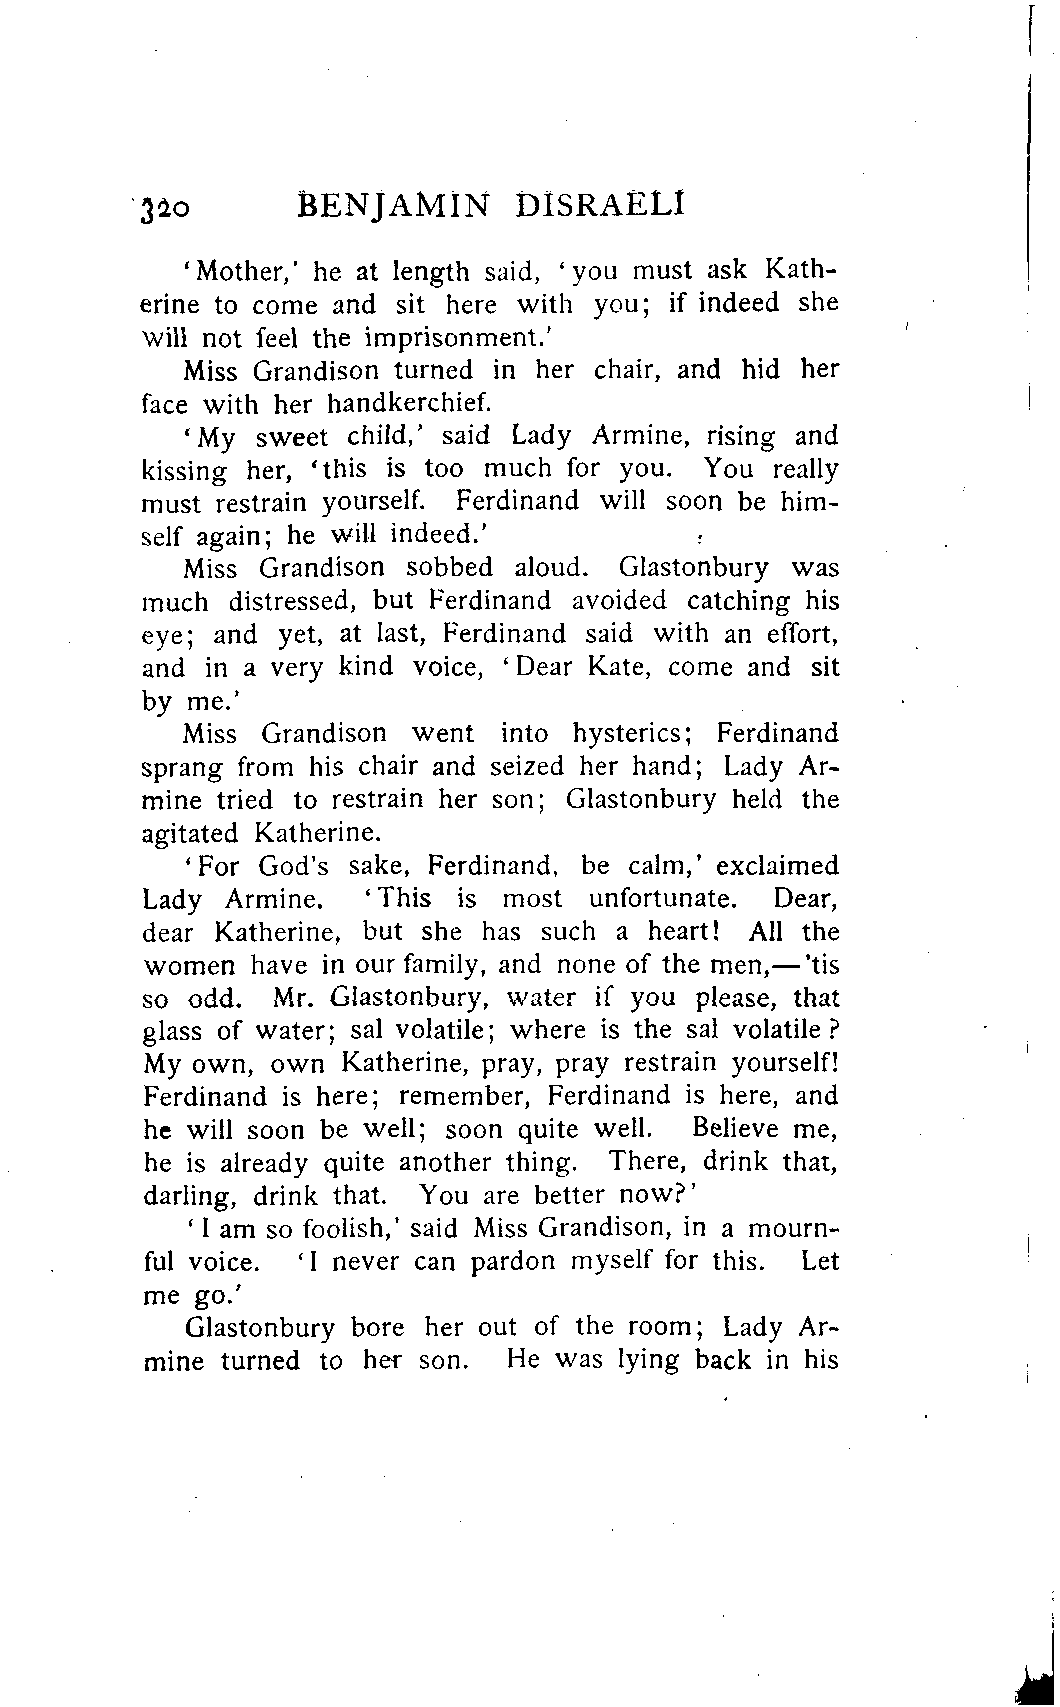 320 BENJAMIN DISRAELI
‘Mother,’ he at length said, ‘you must ask Kath-
erine to come and sit here with you; if indeed she
will not feel the imprisonment.’
Miss Grandison turned in her chair, and hid her
face with her handkerchief.
‘My sweet child,’ said Lady Armine, rising and
kissing her, ‘this is too much for you. You really
must restrain yourself. Ferdinand will soon be him-
self again; he will indeed.’
Miss Grandison sobbed aloud. Glastonbury was
much distressed, but Ferdinand avoided catching his
eye; and yet, at last, Ferdinand said with an effort,
and in a very kind voice, ‘Dear Kate, come and sit
by me.’
Miss Grandison went into hysterics; Ferdinand
sprang from his chair and seized her hand; Lady Ar-
mine tried to restrain her son; Glastonbury held the
agitated Katherine.
‘For God's sake, Ferdinand, be calm,’ exclaimed
Lady Armine. ‘This is most unfortunate. Dear,
dear Katherine, but she has such a heart! All the
women have in our family, and none of the men,—’tis
so odd. Mr. Glastonbury, water if you please, that
glass of water; sal volatile; where is the sal volatile?
My own, own Katherine, pray, pray restrain yourself!
Ferdinand is here; remember, Ferdinand is here, and
he will soon be well; soon quite well. Believe me,
he is already quite another thing. There, drink that,
darling, drink that. You are better now?’
‘I am so foolish,’ said Miss Grandison, in a mourn-
ful voice. ‘I never can pardon myself for this. Let
me go.’
Glastonbury bore her out of the room; Lady Ar-
mine turned to her son. He was lying back in his